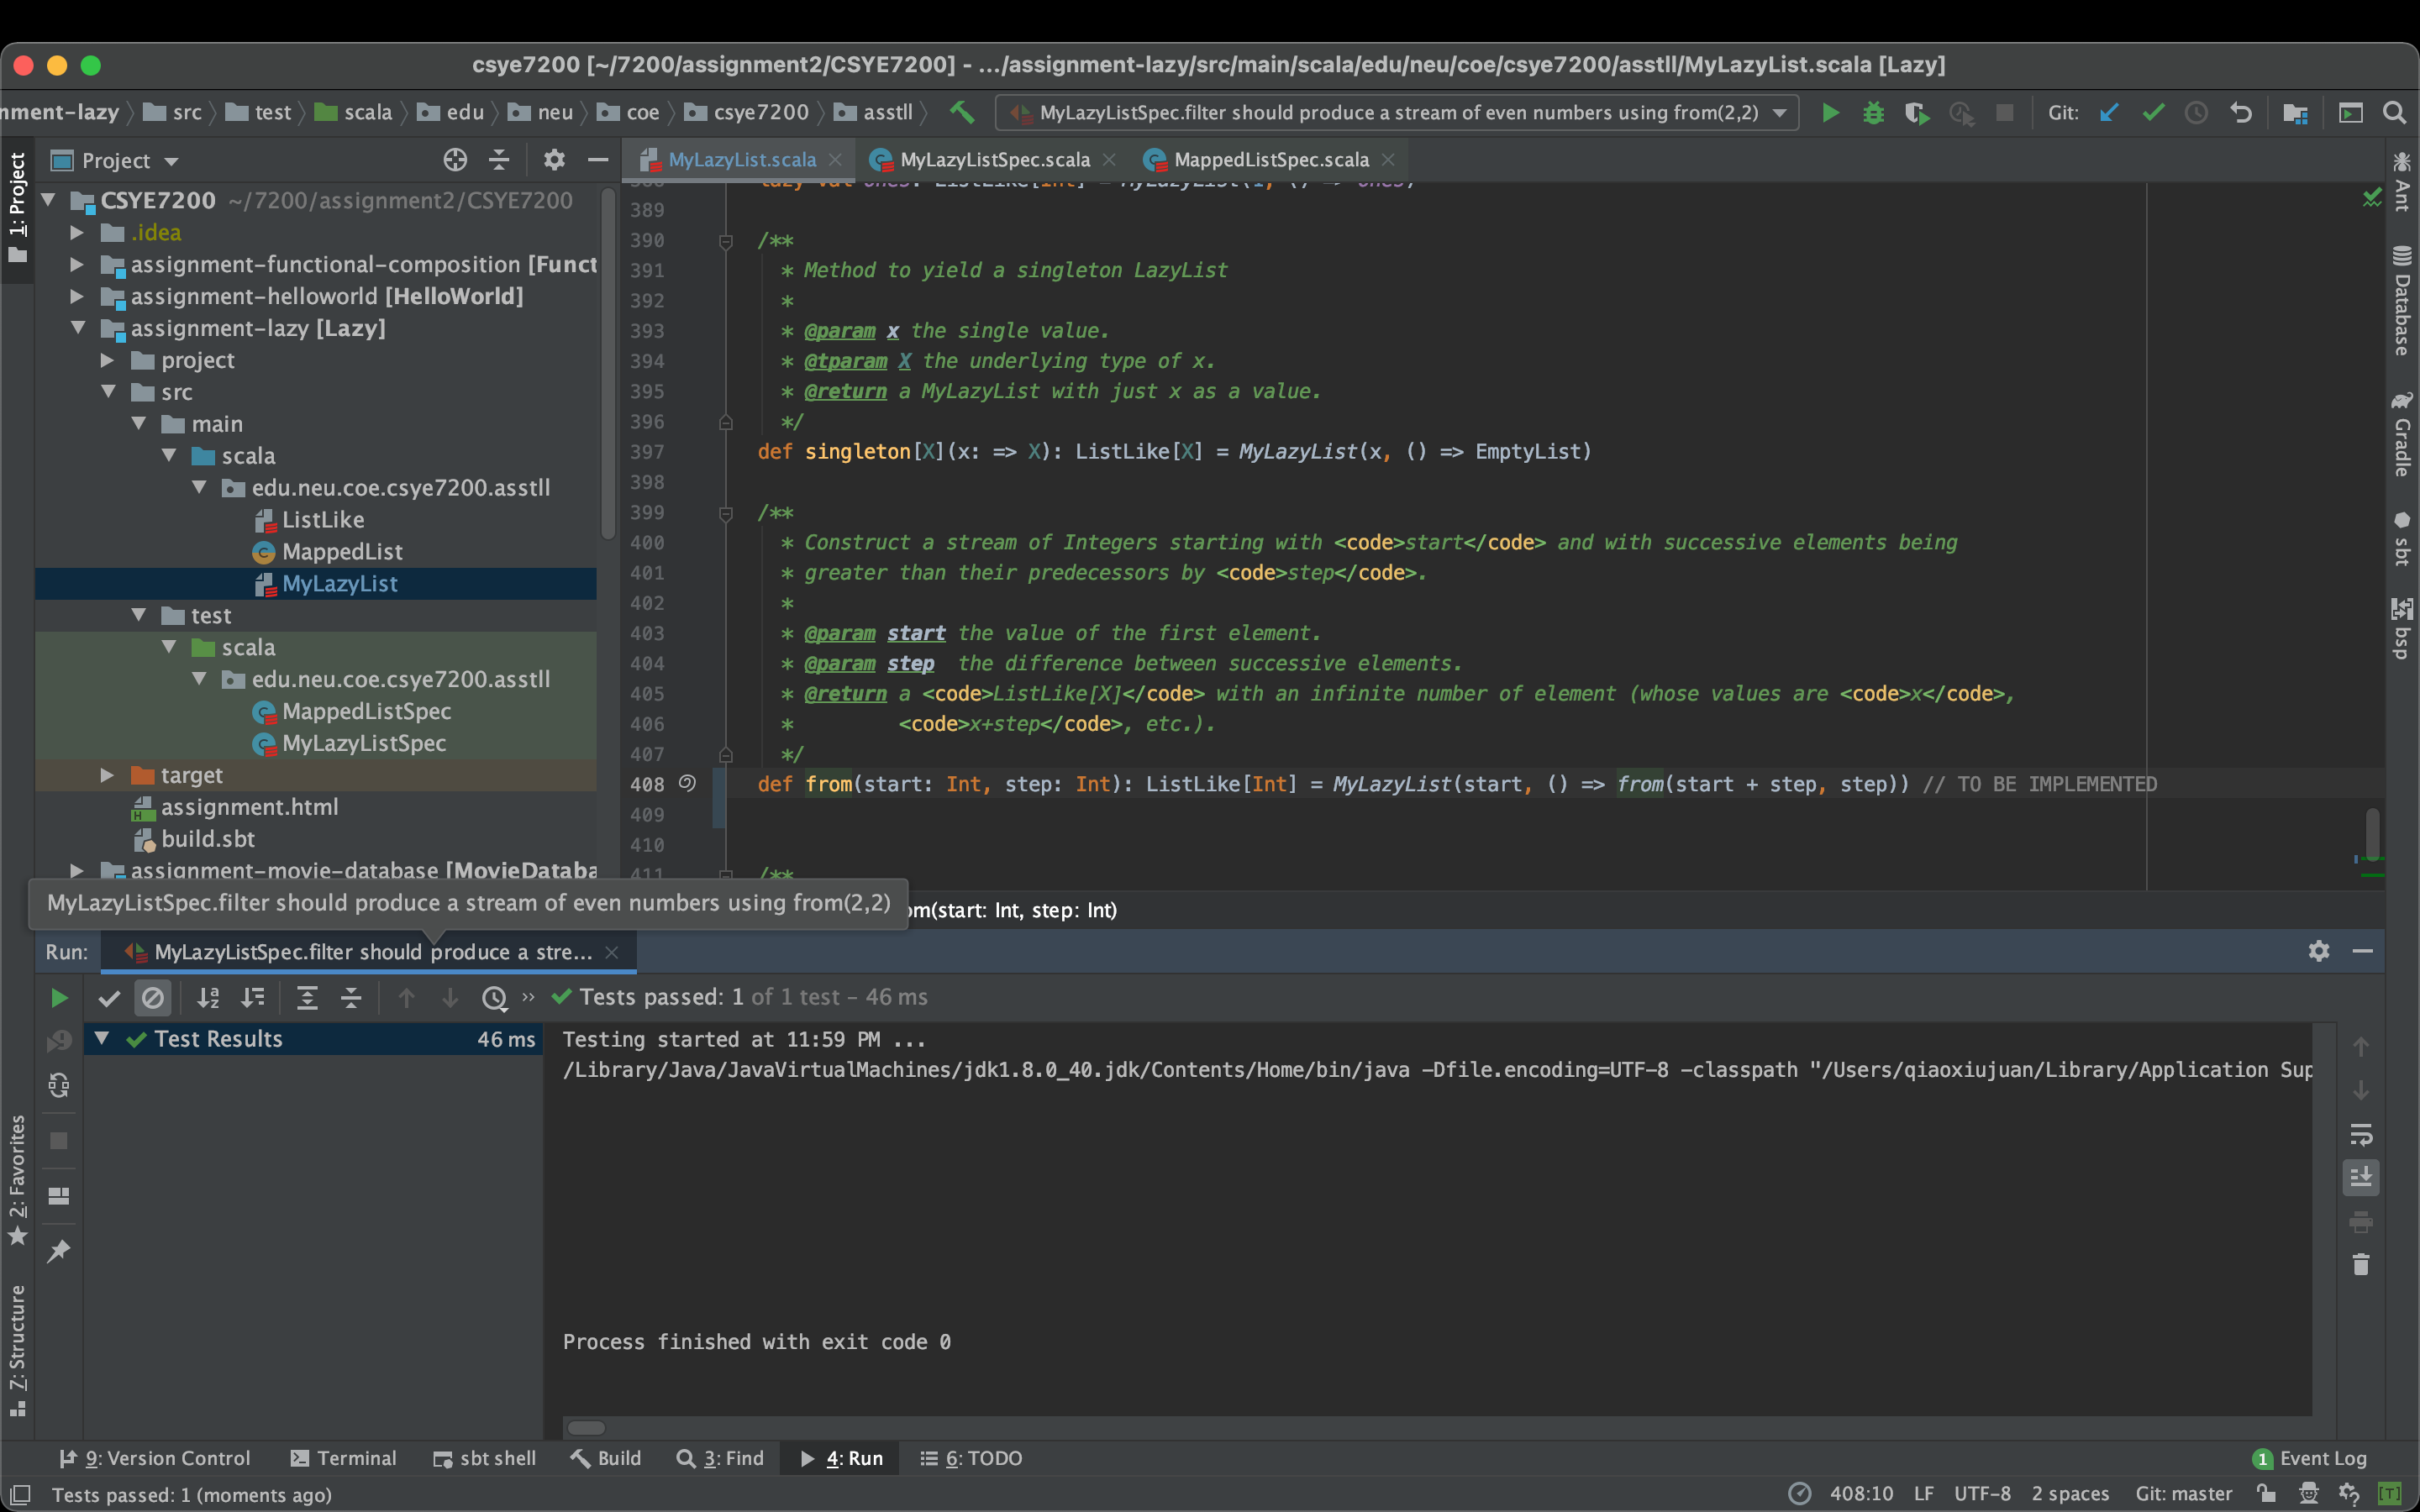 csye7200 [~/7200/assignment2/CSYE7200] - .../assignment-lazy/src/main/scala/edu/neu/coe/csye7200/asstll/MyLazyList.scala [Lazy]
nment-lazy src test scala edu neu coe csye7200 asstll MyLazyListSpec.filter should produce a stream of even numbers using from(2,2) Git:
1: Project
Project
CSYE7200 ~/7200/assignment2/CSYE7200
.idea
assignment-functional-composition [Funct
assignment-helloworld [HelloWorld]
assignment-lazy [Lazy]
project
src
main
scala
edu.neu.coe.csye7200.asstll
ListLike
MappedList
MyLazyList
test
scala
edu.neu.coe.csye7200.asstll
MappedListSpec
MyLazyListSpec
target
assignment.html
build.sbt
assignment-movie-database [MovieDataba
MyLazyList.scala MyLazyListSpec.scala MappedListSpec.scala
388 lazy val ones: ListLike[Int] = MyLazyList(1, () => ones)
389
390 /**
391 * Method to yield a singleton LazyList
392 *
393 * @param x the single value.
394 * @tparam X the underlying type of x.
395 * @return a MyLazyList with just x as a value.
396 */
397 def singleton[X](x: => X): ListLike[X] = MyLazyList(x, () => EmptyList)
398
399 /**
400 * Construct a stream of Integers starting with <code>start</code> and with successive elements being
401 * greater than their predecessors by <code>step</code>.
402 *
403 * @param start the value of the first element.
404 * @param step the difference between successive elements.
405 * @return a <code>ListLike[X]</code> with an infinite number of element (whose values are <code>x</code>,
406 * <code>x+step</code>, etc.).
407 */
408 def from(start: Int, step: Int): ListLike[Int] = MyLazyList(start, () => from(start + step, step)) // TO BE IMPLEMENTED
409
410
411 /**
Ant
Database
Gradle
sbt
bsp
MyLazyListSpec.filter should produce a stream of even numbers using from(2,2)
om(start: Int, step: Int)
Run: MyLazyListSpec.filter should produce a stre...
Tests passed: 1 of 1 test – 46 ms
Test Results 46 ms
Testing started at 11:59 PM ...
/Library/Java/JavaVirtualMachines/jdk1.8.0_40.jdk/Contents/Home/bin/java -Dfile.encoding=UTF-8 -classpath "/Users/qiaoxiujuan/Library/Application Sup
Process finished with exit code 0
2: Favorites
7: Structure
9: Version Control Terminal sbt shell Build 3: Find 4: Run 6: TODO 1 Event Log
Tests passed: 1 (moments ago) 408:10 LF UTF-8 2 spaces Git: master [T]